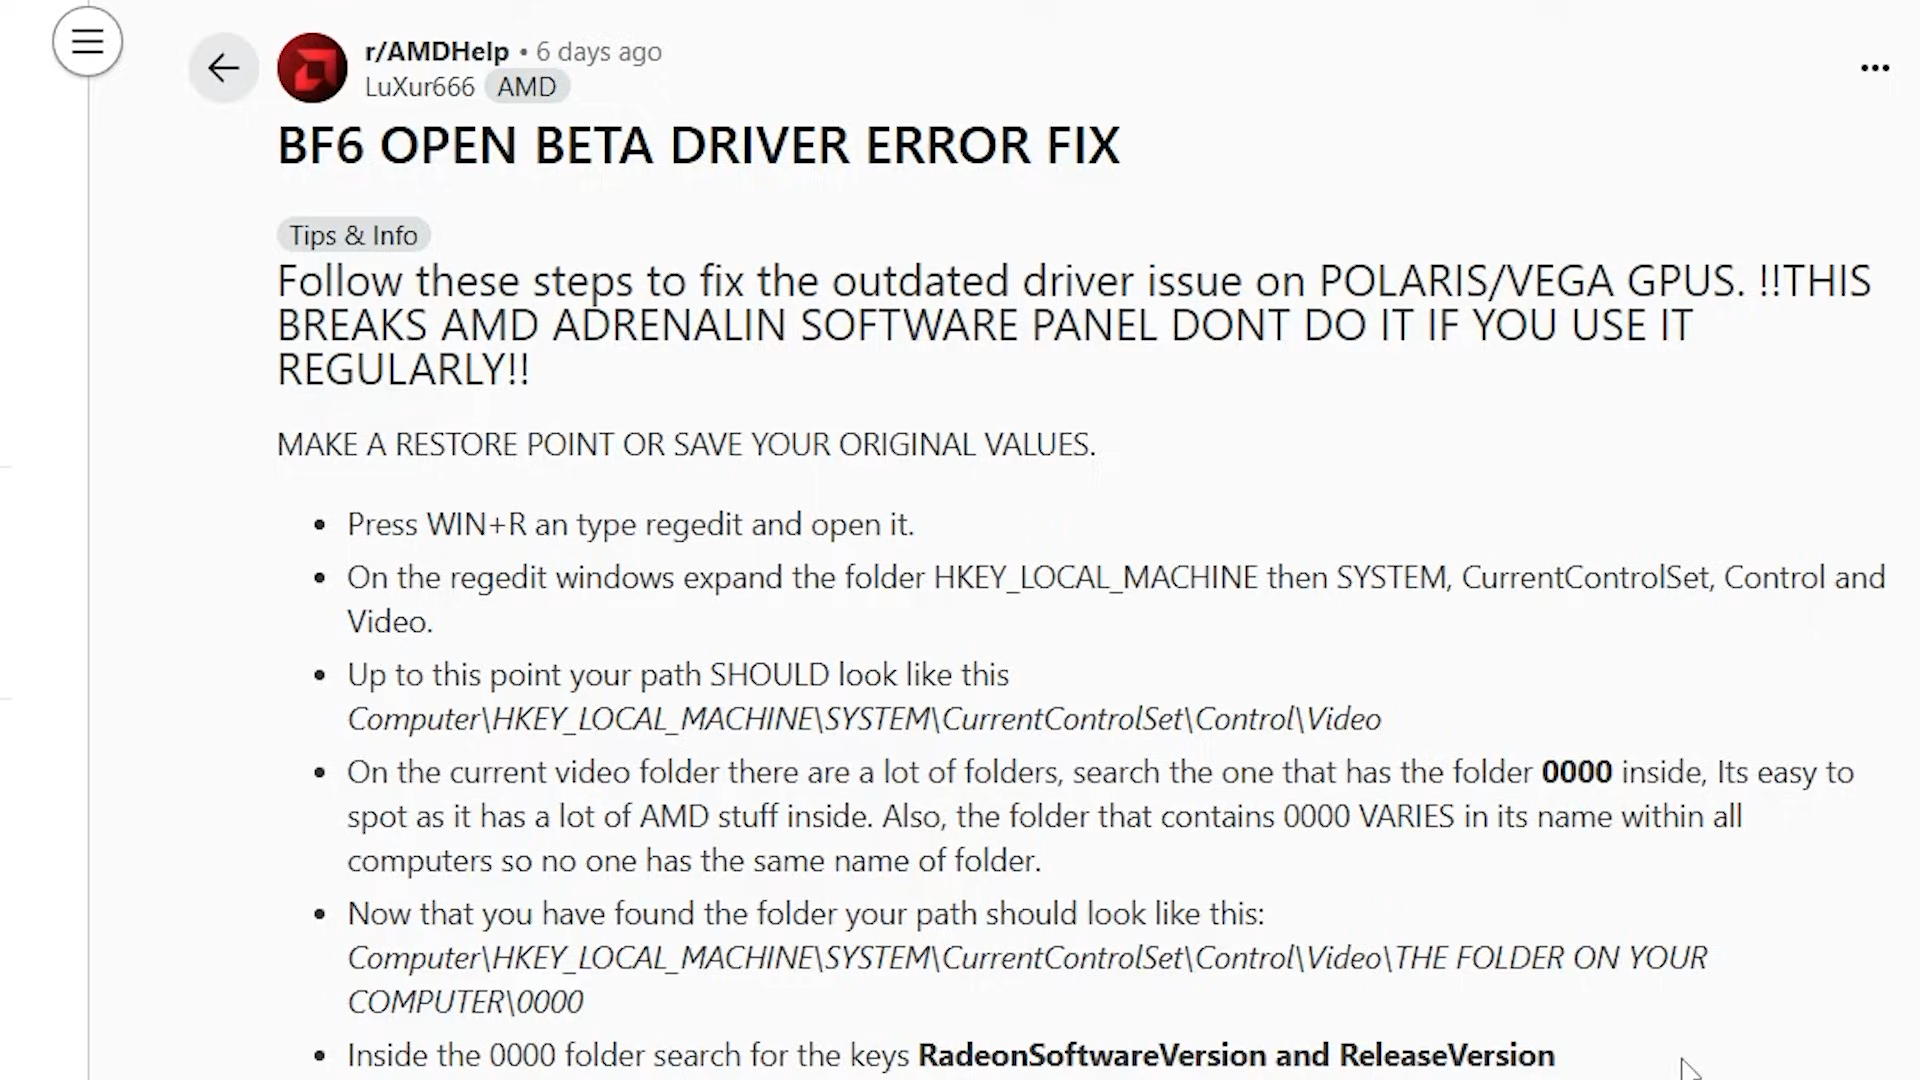 r/AMDHelp • 6 days ago
LuXur666 AMD
BF6 OPEN BETA DRIVER ERROR FIX
Tips & Info
Follow these steps to fix the outdated driver issue on POLARIS/VEGA GPUS. !!THIS
BREAKS AMD ADRENALIN SOFTWARE PANEL DONT DO IT IF YOU USE IT
REGULARLY!!
MAKE A RESTORE POINT OR SAVE YOUR ORIGINAL VALUES.
• Press WIN+R an type regedit and open it.
• On the regedit windows expand the folder HKEY_LOCAL_MACHINE then SYSTEM, CurrentControlSet, Control and
Video.
• Up to this point your path SHOULD look like this
Computer\HKEY_LOCAL_MACHINE\SYSTEM\CurrentControlSet\Control\Video
• On the current video folder there are a lot of folders, search the one that has the folder 0000 inside, Its easy to
spot as it has a lot of AMD stuff inside. Also, the folder that contains 0000 VARIES in its name within all
computers so no one has the same name of folder.
• Now that you have found the folder your path should look like this:
Computer\HKEY_LOCAL_MACHINE\SYSTEM\CurrentControlSet\Control\Video\THE FOLDER ON YOUR
COMPUTER\0000
• Inside the 0000 folder search for the keys RadeonSoftwareVersion and ReleaseVersion